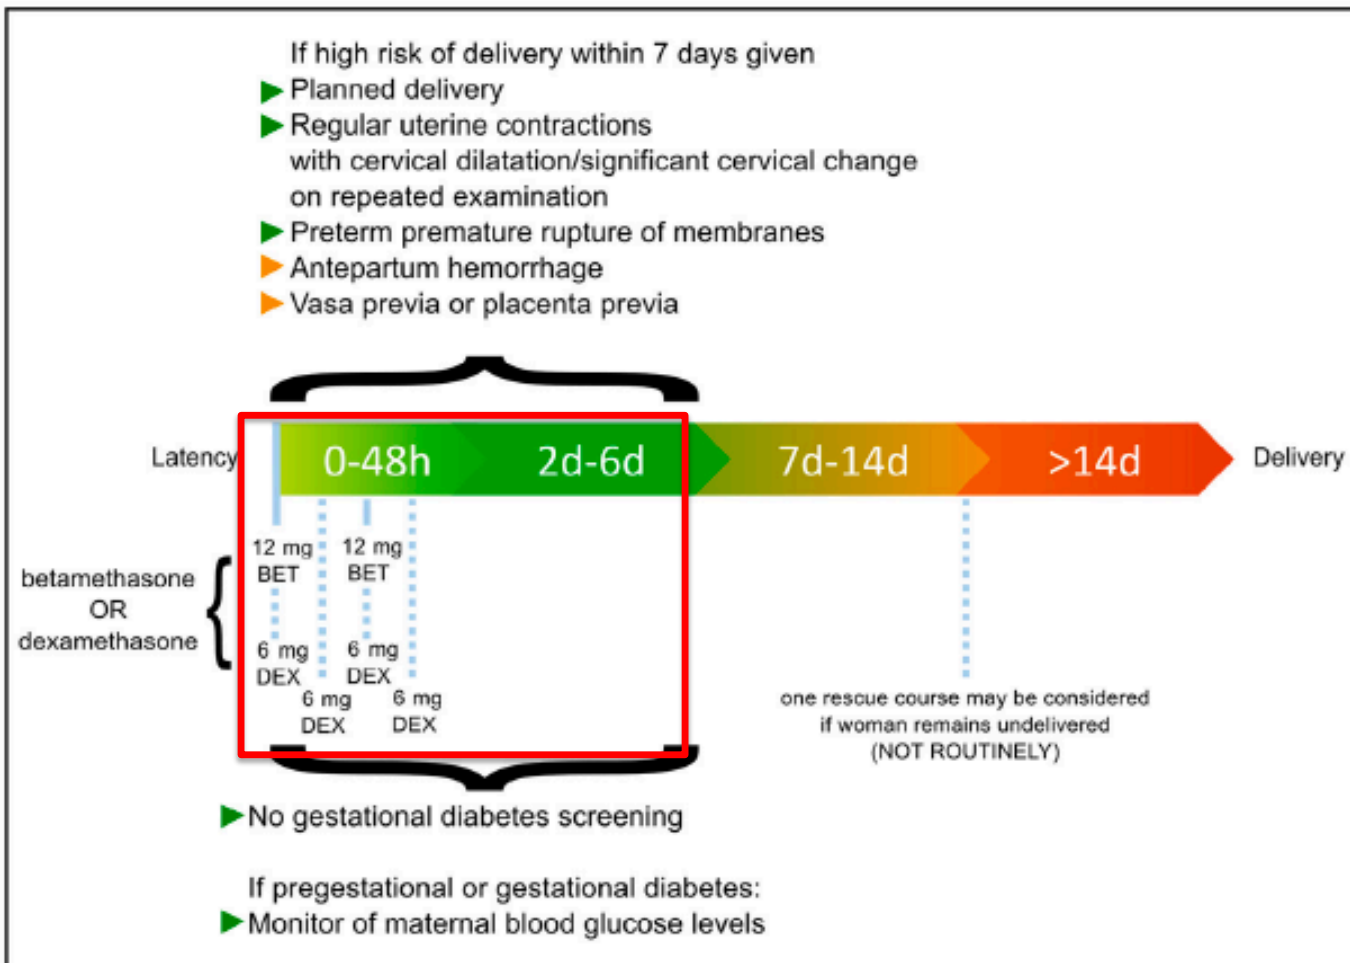 If high risk of delivery within 7 days given
Planned delivery
Regular uterine contractions
with cervical dilatation/significant cervical change
on repeated examination
Preterm premature rupture of membranes
Antepartum hemorrhage
Vasa previa or placenta previa
Latency
0-48h
2d-6d
7d-14d
>14d
Delivery
betamethasone
OR
dexamethasone
12 mg
BET
12 mg
BET
6 mg
DEX
6 mg
DEX
6 mg
DEX
6 mg
DEX
one rescue course may be considered
if woman remains undelivered
(NOT ROUTINELY)
No gestational diabetes screening
If pregestational or gestational diabetes:
Monitor of maternal blood glucose levels